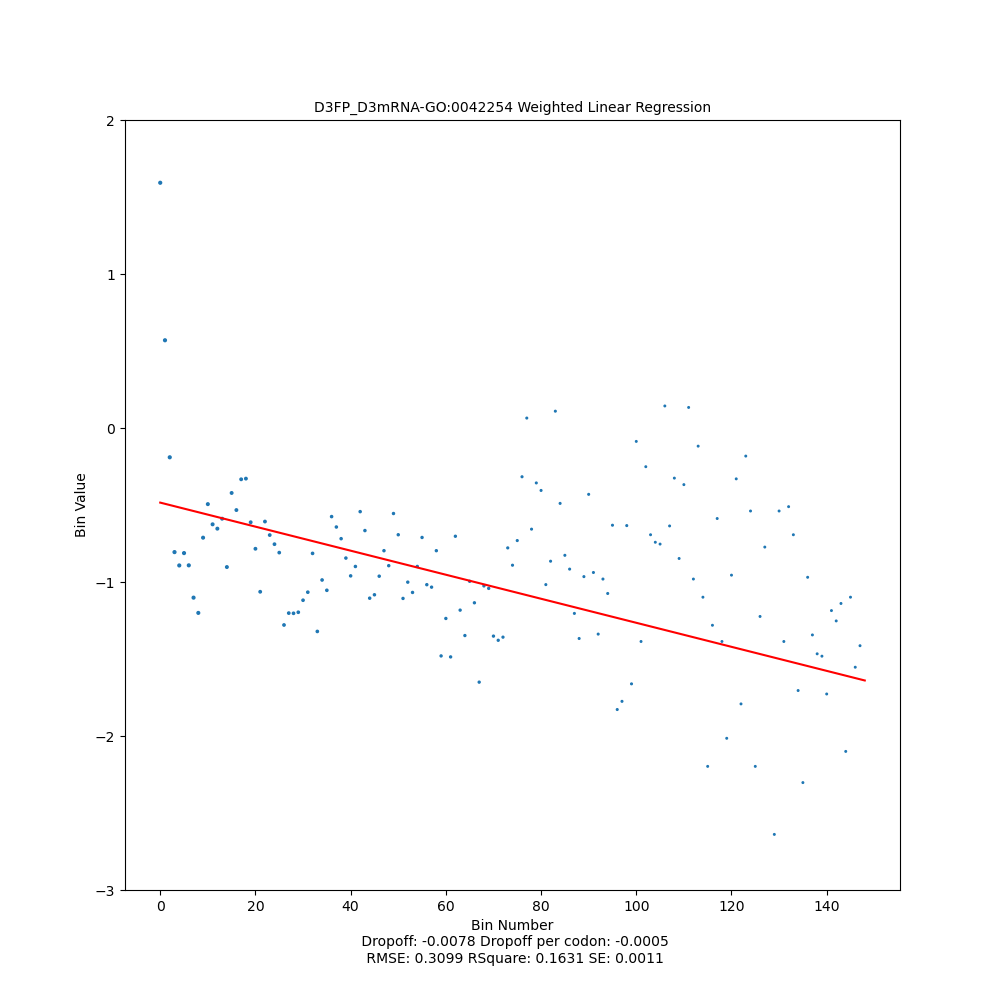 D3FP_D3mRNA-GO:0042254 Weighted Linear Regression
2
1
0
−1
−2
−3
Bin Value
0 20 40 60 80 100 120 140
Bin Number
Dropoff: -0.0078 Dropoff per codon: -0.0005
RMSE: 0.3099 RSquare: 0.1631 SE: 0.0011